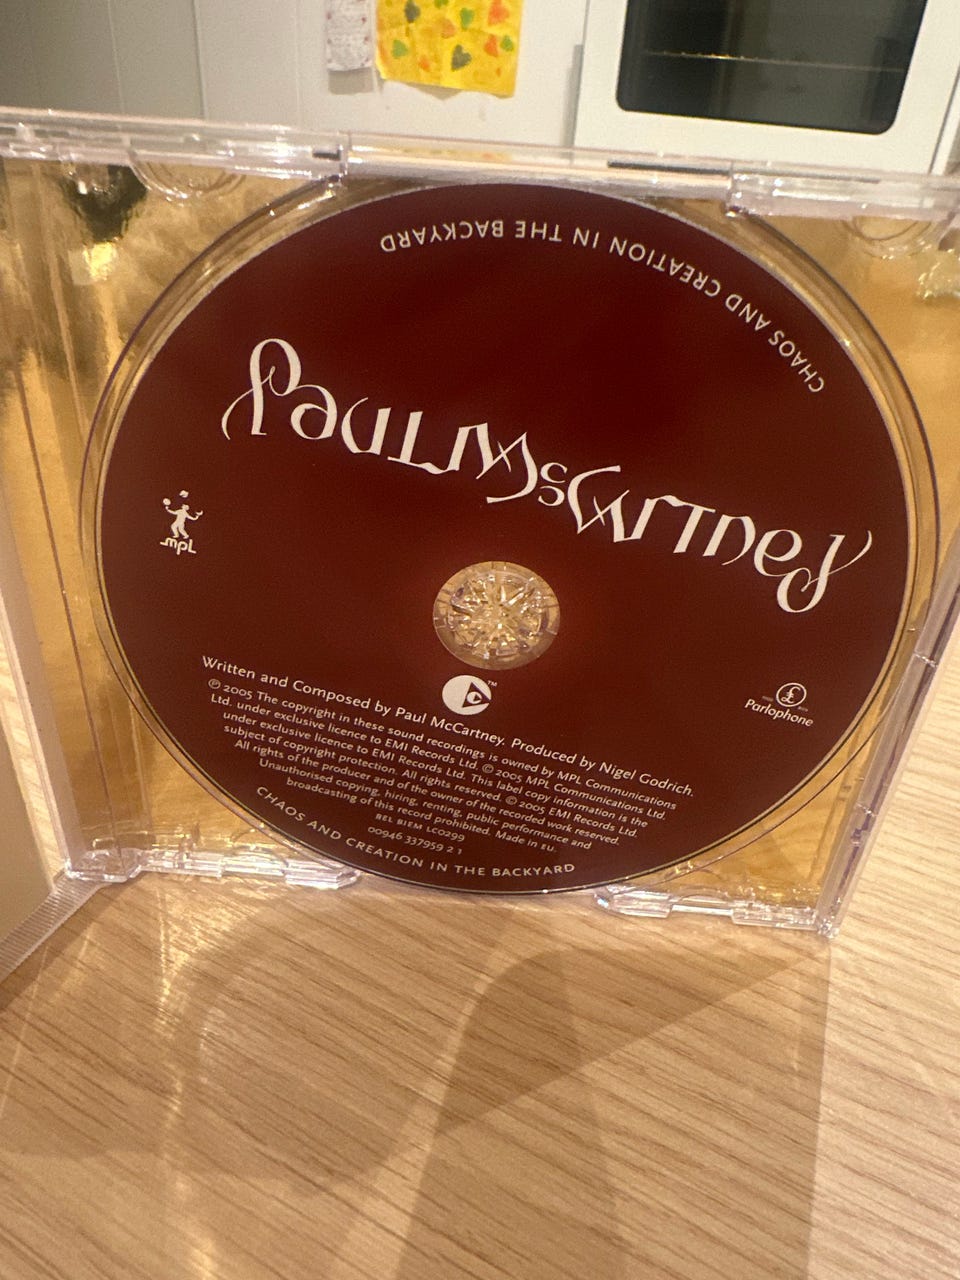 CHAOS AND CREATION IN THE BACKYARD
Paul McCartney
mpl
TM
Parlophone
Written and Composed by Paul McCartney. Produced by Nigel Godrich.
℗ 2005 The copyright in these sound recordings is owned by MPL Communications
Ltd. under exclusive licence to EMI Records Ltd. © 2005 MPL Communications Ltd.
under exclusive licence to EMI Records Ltd. This label copy information is the
subject of copyright protection. All rights reserved. © 2005 EMI Records Ltd.
All rights of the producer and of the owner of the recorded work reserved.
Unauthorised copying, hiring, renting, public performance and
broadcasting of this record prohibited. Made in EU.
BEL BIEM LC0299
00946 337959 2 1
CHAOS AND CREATION IN THE BACKYARD